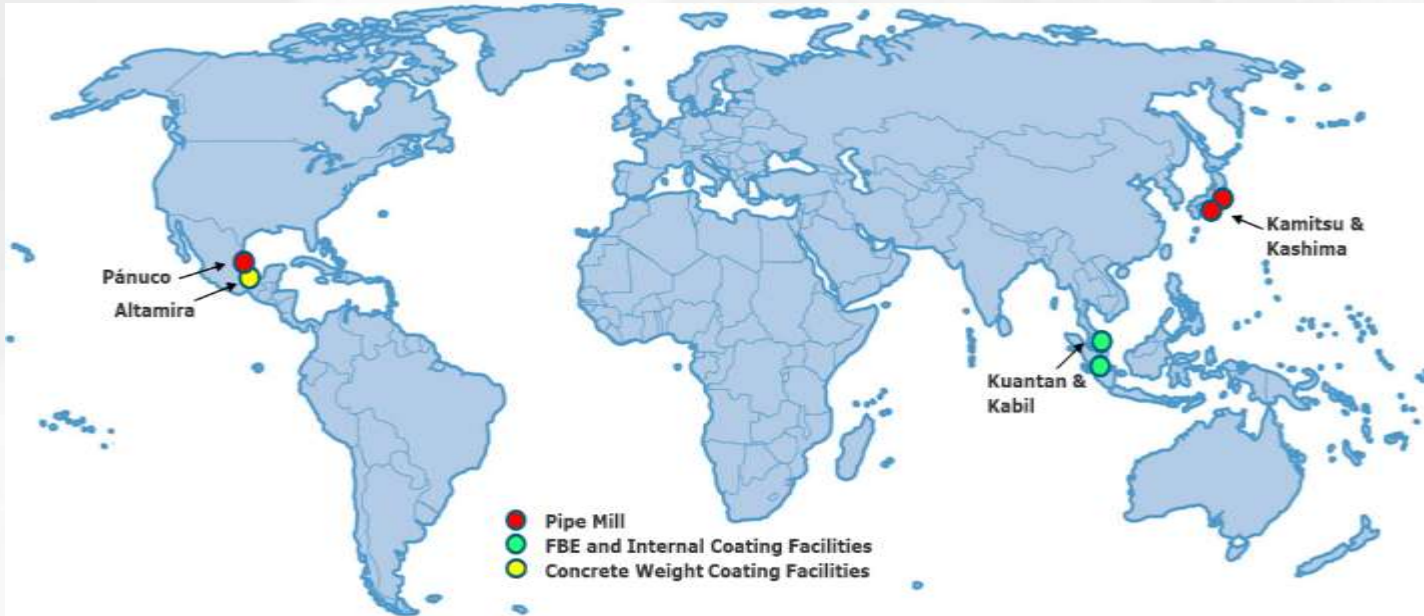 Pánuco
Altamira
Kamitsu &
Kashima
Kuantan &
Kabil
Pipe Mill
FBE and Internal Coating Facilities
Concrete Weight Coating Facilities